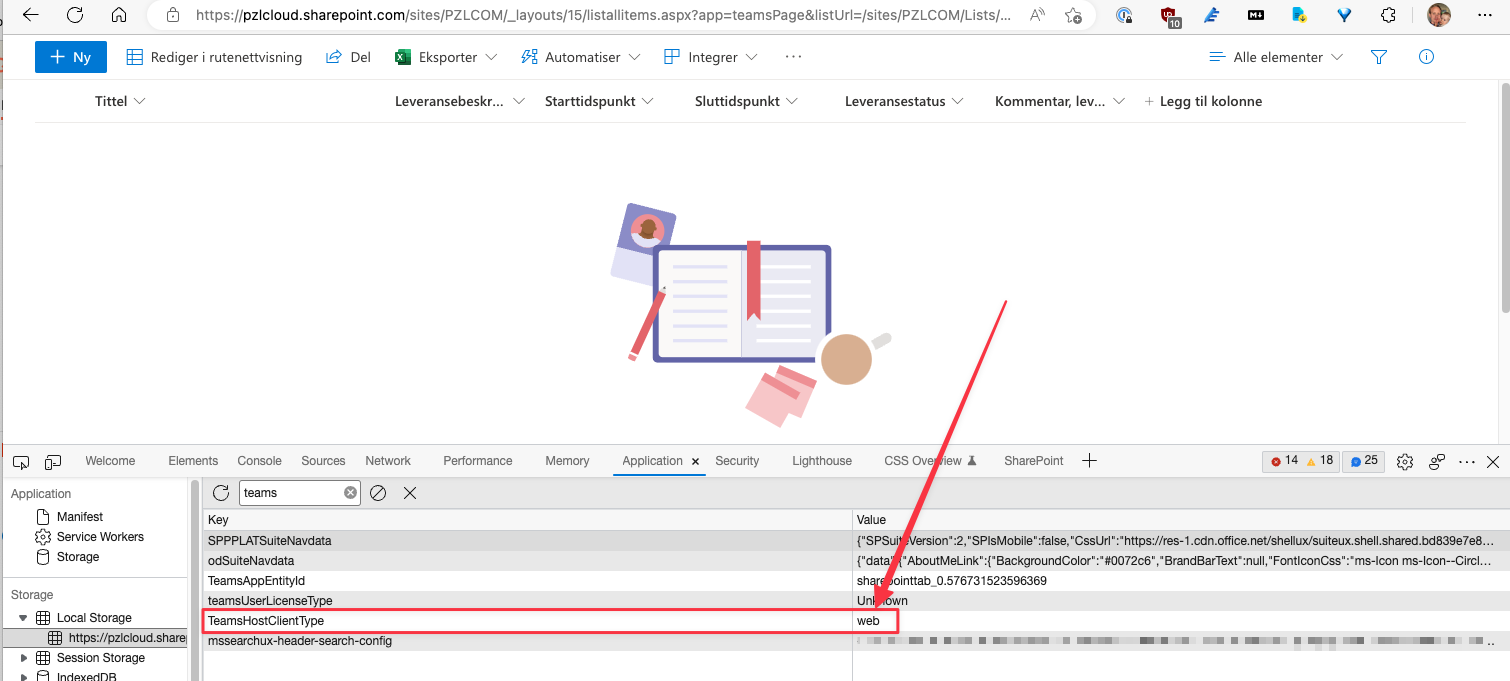 https://pzlcloud.sharepoint.com/sites/PZLCOM/_layouts/15/listallitems.aspx?app=teamsPage&listUrl=/sites/PZLCOM/Lists/...
10
+ Ny Rediger i rutenettvisning Del Eksporter Automatiser Integrer ... Alle elementer
Tittel Leveransebeskr... Starttidspunkt Sluttidspunkt Leveransestatus Kommentar, lev... + Legg til kolonne
Welcome Elements Console Sources Network Performance Memory Application Security Lighthouse CSS Overview SharePoint 14 18 25
Application
Manifest
Service Workers
Storage
Storage
Local Storage
https://pzlcloud.share
Session Storage
IndexedDB
teams
Key Value
SPPPLATSuiteNavdata {"SPSuiteVersion":2,"SPIsMobile":false,"CssUrl":"https://res-1.cdn.office.net/shellux/suiteux.shell.shared.bd839e7e8...
odSuiteNavdata {"data":{"AboutMeLink":{"BackgroundColor":"#0072c6","BrandBarText":null,"FontIconCss":"ms-Icon ms-Icon--Circl...
TeamsAppEntityId sharepointtab_0.576731523596369
teamsUserLicenseType Unknown
TeamsHostClientType web
mssearchux-header-search-config